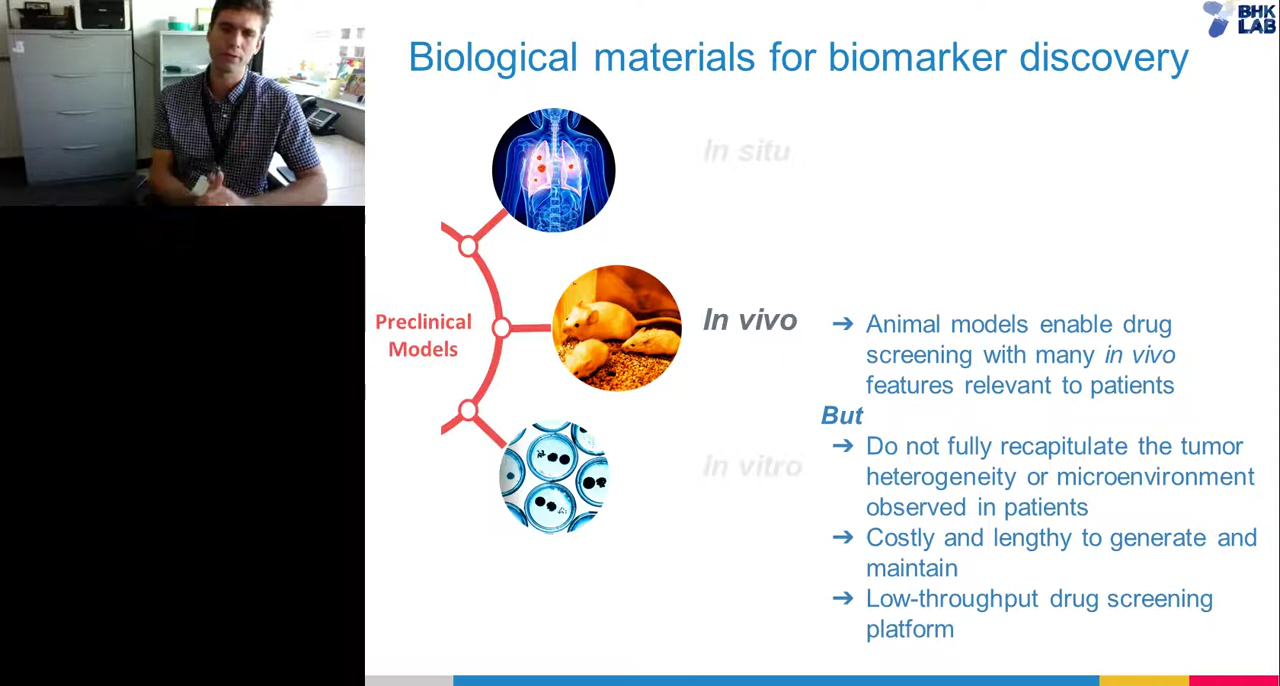 BHK
LAB
Biological materials for biomarker discovery
In situ
Preclinical
Models
In vivo
➔ Animal models enable drug
screening with many in vivo
features relevant to patients
But
➔ Do not fully recapitulate the tumor
heterogeneity or microenvironment
observed in patients
➔ Costly and lengthy to generate and
maintain
➔ Low-throughput drug screening
platform
In vitro